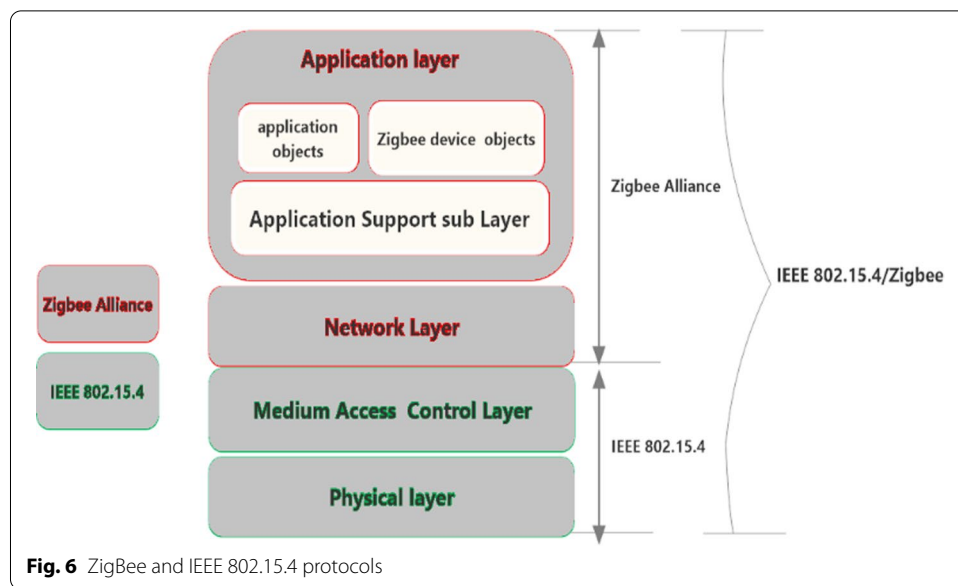 Application layer
application
objects
Zigbee device objects
Application Support sub Layer
Zigbee Alliance
IEEE 802.15.4/Zigbee
Zigbee Alliance
Network Layer
IEEE 802.15.4
Medium Access Control Layer
IEEE 802.15.4
Physical layer
Fig. 6 ZigBee and IEEE 802.15.4 protocols